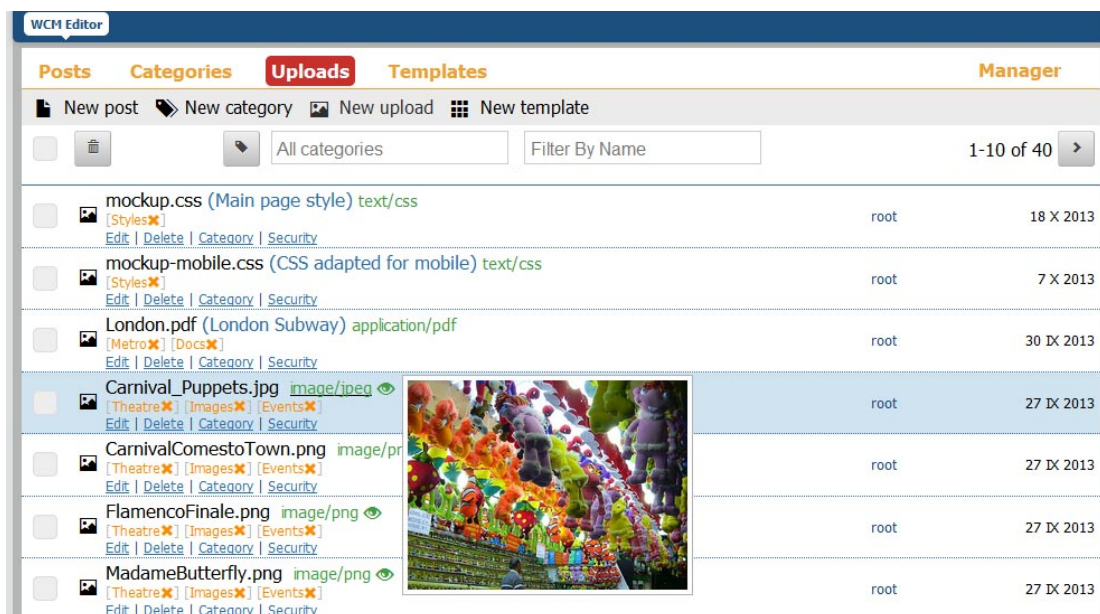 WCM Editor
Posts Categories Uploads Templates Manager
New post New category New upload New template
All categories Filter By Name 1-10 of 40
mockup.css (Main page style) text/css
[Styles✖]
root 18 X 2013
Edit | Delete | Category | Security
mockup-mobile.css (CSS adapted for mobile) text/css
[Styles✖]
root 7 X 2013
Edit | Delete | Category | Security
London.pdf (London Subway) application/pdf
[Metro✖] [Docs✖]
root 30 IX 2013
Edit | Delete | Category | Security
Carnival_Puppets.jpg image/jpeg
[Theatre✖] [Images✖] [Events✖]
root 27 IX 2013
Edit | Delete | Category | Security
CarnivalComestoTown.png image/pr
[Theatre✖] [Images✖] [Events✖]
root 27 IX 2013
Edit | Delete | Category | Security
FlamencoFinale.png image/png
[Theatre✖] [Images✖] [Events✖]
root 27 IX 2013
Edit | Delete | Category | Security
MadameButterfly.png image/png
[Theatre✖] [Images✖] [Events✖]
root 27 IX 2013
Edit | Delete | Category | Security